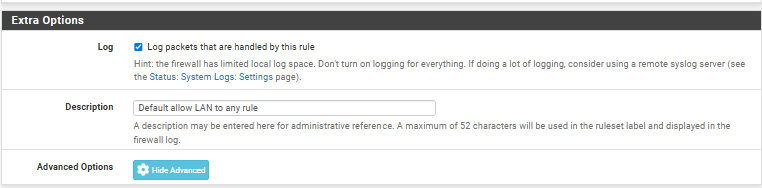 Extra Options
Log
Log packets that are handled by this rule
Hint: the firewall has limited local log space. Don't turn on logging for everything. If doing a lot of logging, consider using a remote syslog server (see
the Status: System Logs: Settings page).
Description
Default allow LAN to any rule
A description may be entered here for administrative reference. A maximum of 52 characters will be used in the ruleset label and displayed in the
firewall log.
Advanced Options
Hide Advanced